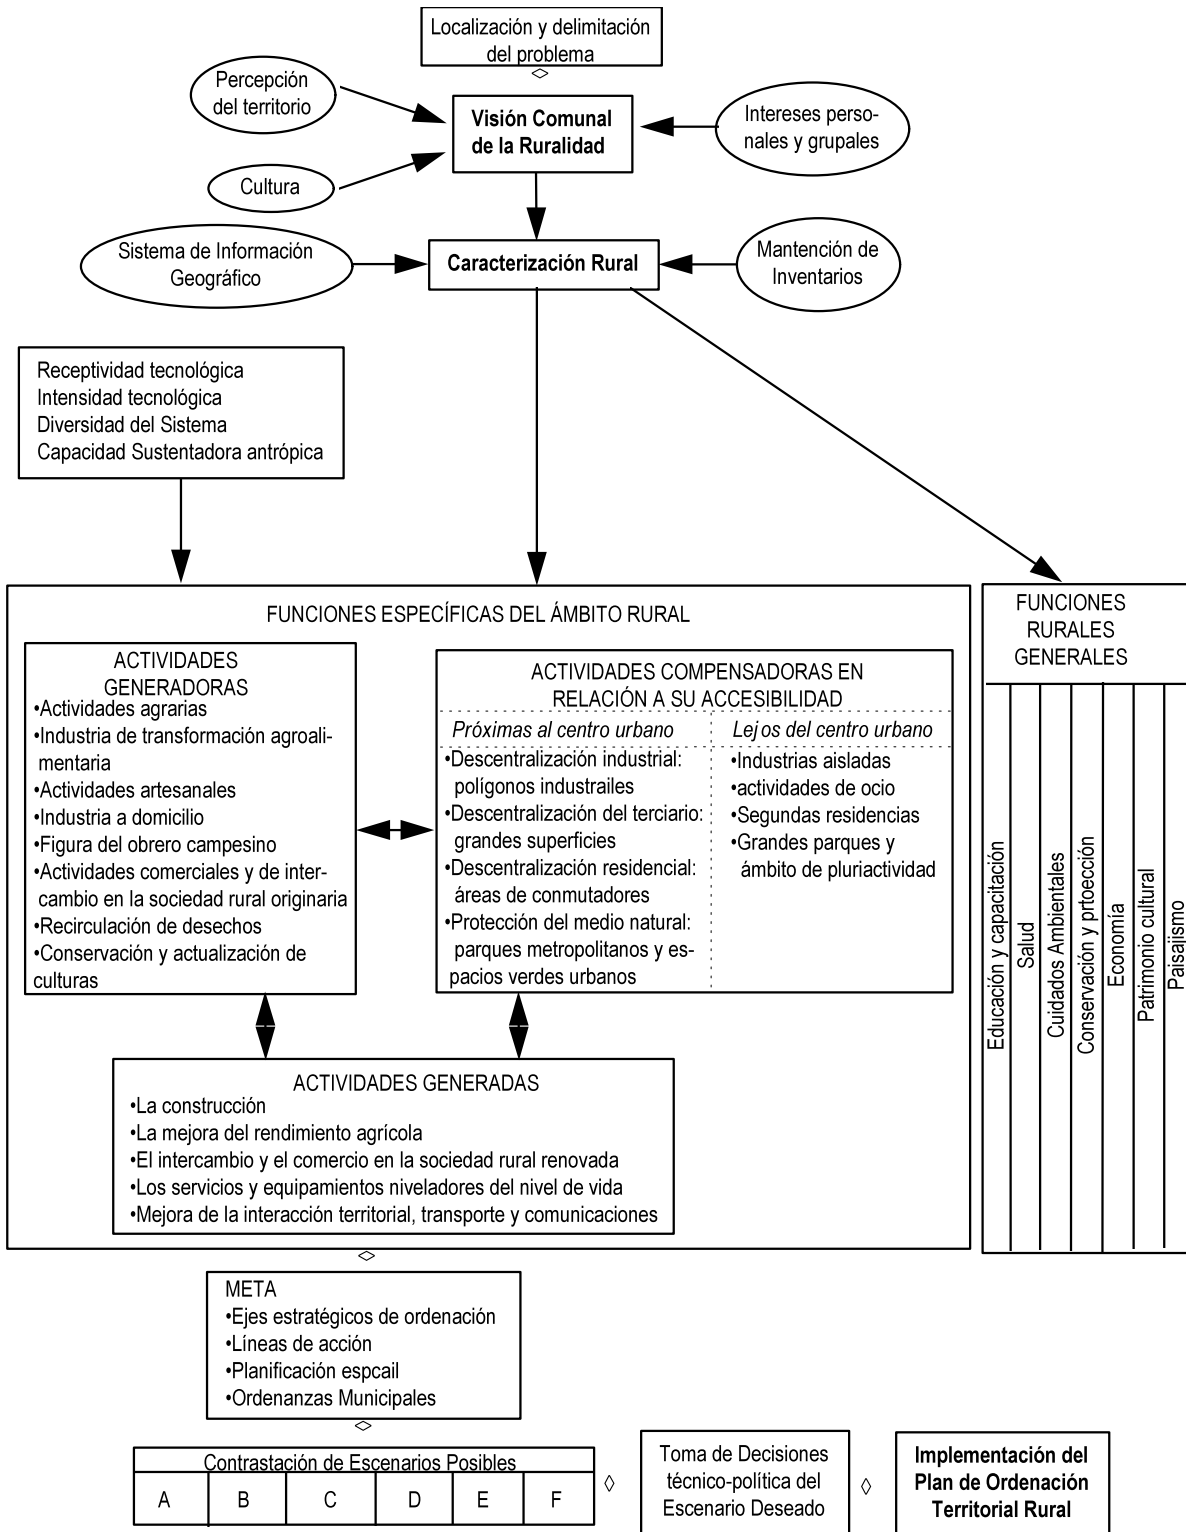 Localización y delimitación
del problema
Percepción
del territorio
Visión Comunal
de la Ruralidad
Intereses perso-
nales y grupales
Cultura
Sistema de Información
Geográfico
Caracterización Rural
Mantención de
Inventarios
Receptividad tecnológica
Intensidad tecnológica
Diversidad del Sistema
Capacidad Sustentadora antrópica
FUNCIONES ESPECÍFICAS DEL ÁMBITO RURAL
ACTIVIDADES
GENERADORAS
•Actividades agrarias
•Industria de transformación agroali-
mentaria
•Actividades artesanales
•Industria a domicilio
•Figura del obrero campesino
•Actividades comerciales y de inter-
cambio en la sociedad rural originaria
•Recirculación de desechos
•Conservación y actualización de
culturas
ACTIVIDADES COMPENSADORAS EN
RELACIÓN A SU ACCESIBILIDAD
Próximas al centro urbano
•Descentralización industrial:
polígonos industrailes
•Descentralización del terciario:
grandes superficies
•Descentralización residencial:
áreas de conmutadores
•Protección del medio natural:
parques metropolitanos y es-
pacios verdes urbanos
Lejos del centro urbano
•Industrias aisladas
•actividades de ocio
•Segundas residencias
•Grandes parques y
ámbito de pluriactividad
ACTIVIDADES GENERADAS
•La construcción
•La mejora del rendimiento agrícola
•El intercambio y el comercio en la sociedad rural renovada
•Los servicios y equipamientos niveladores del nivel de vida
•Mejora de la interacción territorial, transporte y comunicaciones
FUNCIONES
RURALES
GENERALES
Educación y capacitación
Salud
Cuidados Ambientales
Conservación y prtoección
Economía
Patrimonio cultural
Paisajismo
META
•Ejes estratégicos de ordenación
•Líneas de acción
•Planificación espcail
•Ordenanzas Municipales
Contrastación de Escenarios Posibles
A B C D E F
Toma de Decisiones
técnico-política del
Escenario Deseado
Implementación del
Plan de Ordenación
Territorial Rural